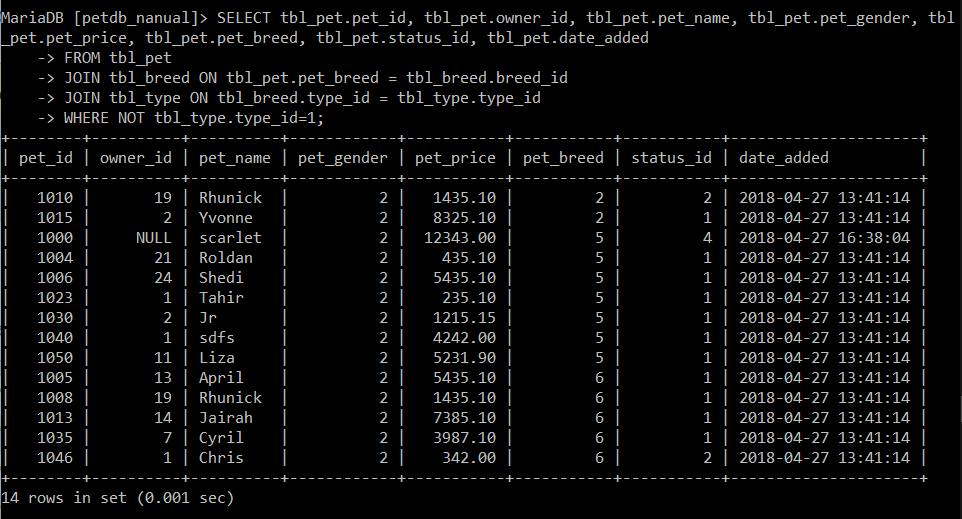 MariaDB [petdb_nanual]> SELECT tbl_pet.pet_id, tbl_pet.owner_id, tbl_pet.pet_name, tbl_pet.pet_gender, tbl
_pet.pet_price, tbl_pet.pet_breed, tbl_pet.status_id, tbl_pet.date_added
    -> FROM tbl_pet
    -> JOIN tbl_breed ON tbl_pet.pet_breed = tbl_breed.breed_id
    -> JOIN tbl_type ON tbl_breed.type_id = tbl_type.type_id
    -> WHERE NOT tbl_type.type_id=1;
+--------+----------+----------+------------+-----------+-----------+-----------+---------------------+
| pet_id | owner_id | pet_name | pet_gender | pet_price | pet_breed | status_id | date_added          |
+--------+----------+----------+------------+-----------+-----------+-----------+---------------------+
|   1010 |       19 | Rhunick  |          2 |   1435.10 |         2 |         2 | 2018-04-27 13:41:14 |
|   1015 |        2 | Yvonne   |          2 |   8325.10 |         2 |         1 | 2018-04-27 13:41:14 |
|   1000 |     NULL | scarlet  |          2 |  12343.00 |         5 |         4 | 2018-04-27 16:38:04 |
|   1004 |       21 | Roldan   |          2 |    435.10 |         5 |         1 | 2018-04-27 13:41:14 |
|   1006 |       24 | Shedi    |          2 |   5435.10 |         5 |         1 | 2018-04-27 13:41:14 |
|   1023 |        1 | Tahir    |          2 |    235.10 |         5 |         1 | 2018-04-27 13:41:14 |
|   1030 |        2 | Jr       |          2 |   1215.15 |         5 |         1 | 2018-04-27 13:41:14 |
|   1040 |        1 | sdfs     |          2 |   4242.00 |         5 |         1 | 2018-04-27 13:41:14 |
|   1050 |       11 | Liza     |          2 |   5231.90 |         5 |         1 | 2018-04-27 13:41:14 |
|   1005 |       13 | April    |          2 |   5435.10 |         6 |         1 | 2018-04-27 13:41:14 |
|   1008 |       19 | Rhunick  |          2 |   1435.10 |         6 |         1 | 2018-04-27 13:41:14 |
|   1013 |       14 | Jairah   |          2 |   7385.10 |         6 |         1 | 2018-04-27 13:41:14 |
|   1035 |        7 | Cyril    |          2 |   3987.10 |         6 |         1 | 2018-04-27 13:41:14 |
|   1046 |        1 | Chris    |          2 |    342.00 |         6 |         2 | 2018-04-27 13:41:14 |
+--------+----------+----------+------------+-----------+-----------+-----------+---------------------+
14 rows in set (0.001 sec)